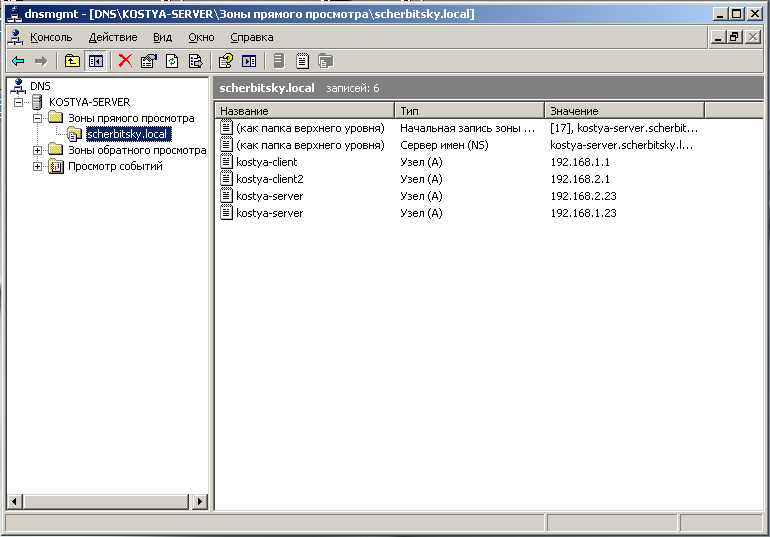 dnsmgmt - [DNS\KOSTYA-SERVER\Зоны прямого просмотра\scherbitsky.local]
Консоль Действие Вид Окно Справка
DNS
KOSTYA-SERVER
Зоны прямого просмотра
scherbitsky.local
Зоны обратного просмотра
Просмотр событий
scherbitsky.local записей: 6
Название Тип Значение
(как папка верхнего уровня) Начальная запись зоны ... [17], kostya-server.scherbit...
(как папка верхнего уровня) Сервер имен (NS) kostya-server.scherbitsky.l...
kostya-client Узел (A) 192.168.1.1
kostya-client2 Узел (A) 192.168.2.1
kostya-server Узел (A) 192.168.2.23
kostya-server Узел (A) 192.168.1.23